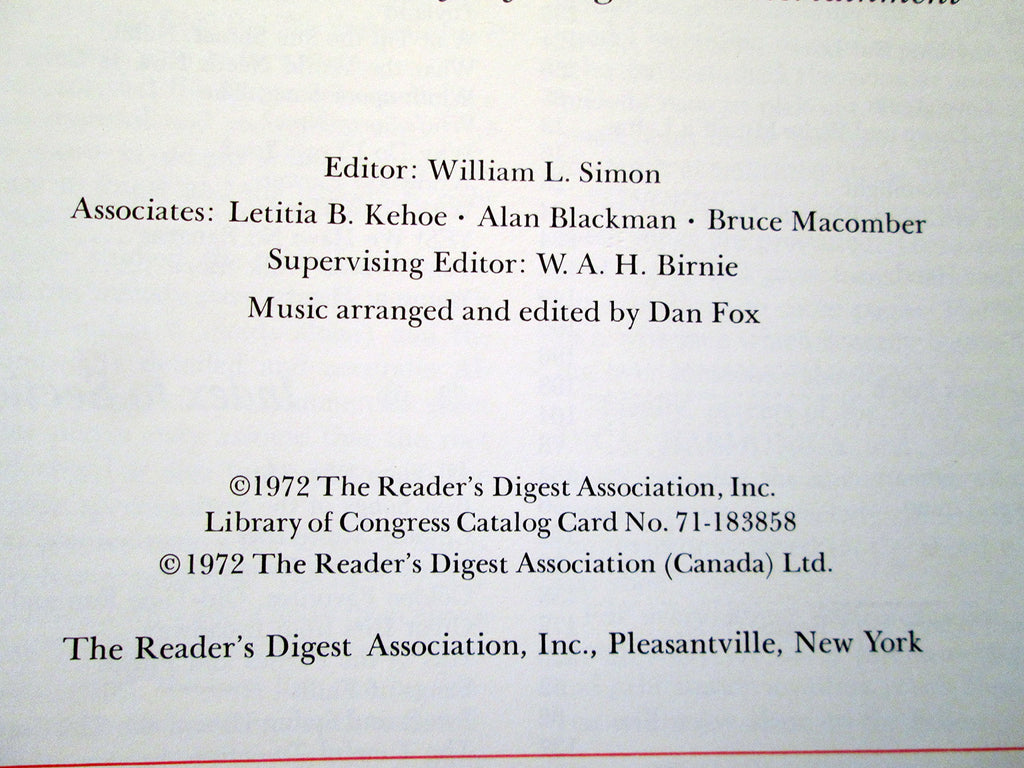 Editor: William L. Simon
Associates: Letitia B. Kehoe · Alan Blackman · Bruce Macomber
Supervising Editor: W. A. H. Birnie
Music arranged and edited by Dan Fox
©1972 The Reader's Digest Association, Inc.
Library of Congress Catalog Card No. 71-183858
©1972 The Reader's Digest Association (Canada) Ltd.
The Reader's Digest Association, Inc., Pleasantville, New York